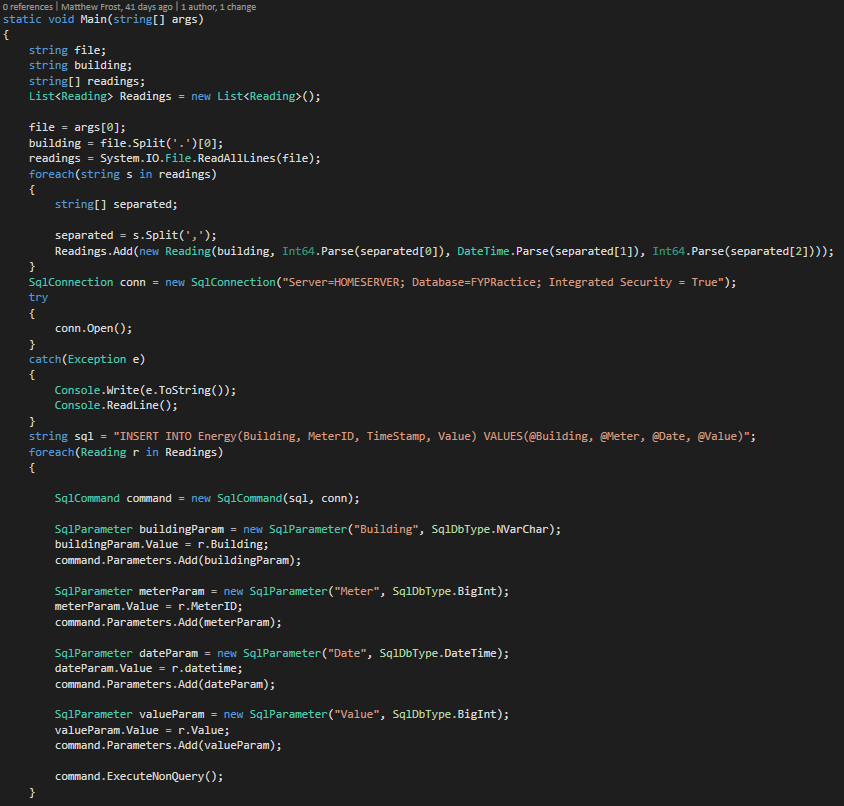 0 references | Matthew Frost, 41 days ago | 1 author, 1 change
static void Main(string[] args)
{
    string file;
    string building;
    string[] readings;
    List<Reading> Readings = new List<Reading>();

    file = args[0];
    building = file.Split('.')[0];
    readings = System.IO.File.ReadAllLines(file);
    foreach(string s in readings)
    {
        string[] separated;

        separated = s.Split(',');
        Readings.Add(new Reading(building, Int64.Parse(separated[0]), DateTime.Parse(separated[1]), Int64.Parse(separated[2])));
    }
    SqlConnection conn = new SqlConnection("Server=HOMESERVER; Database=FYPRactice; Integrated Security = True");
    try
    {
        conn.Open();
    }
    catch(Exception e)
    {
        Console.Write(e.ToString());
        Console.ReadLine();
    }
    string sql = "INSERT INTO Energy(Building, MeterID, TimeStamp, Value) VALUES(@Building, @Meter, @Date, @Value)";
    foreach(Reading r in Readings)
    {

        SqlCommand command = new SqlCommand(sql, conn);

        SqlParameter buildingParam = new SqlParameter("Building", SqlDbType.NVarChar);
        buildingParam.Value = r.Building;
        command.Parameters.Add(buildingParam);

        SqlParameter meterParam = new SqlParameter("Meter", SqlDbType.BigInt);
        meterParam.Value = r.MeterID;
        command.Parameters.Add(meterParam);

        SqlParameter dateParam = new SqlParameter("Date", SqlDbType.DateTime);
        dateParam.Value = r.datetime;
        command.Parameters.Add(dateParam);

        SqlParameter valueParam = new SqlParameter("Value", SqlDbType.BigInt);
        valueParam.Value = r.Value;
        command.Parameters.Add(valueParam);

        command.ExecuteNonQuery();
    }